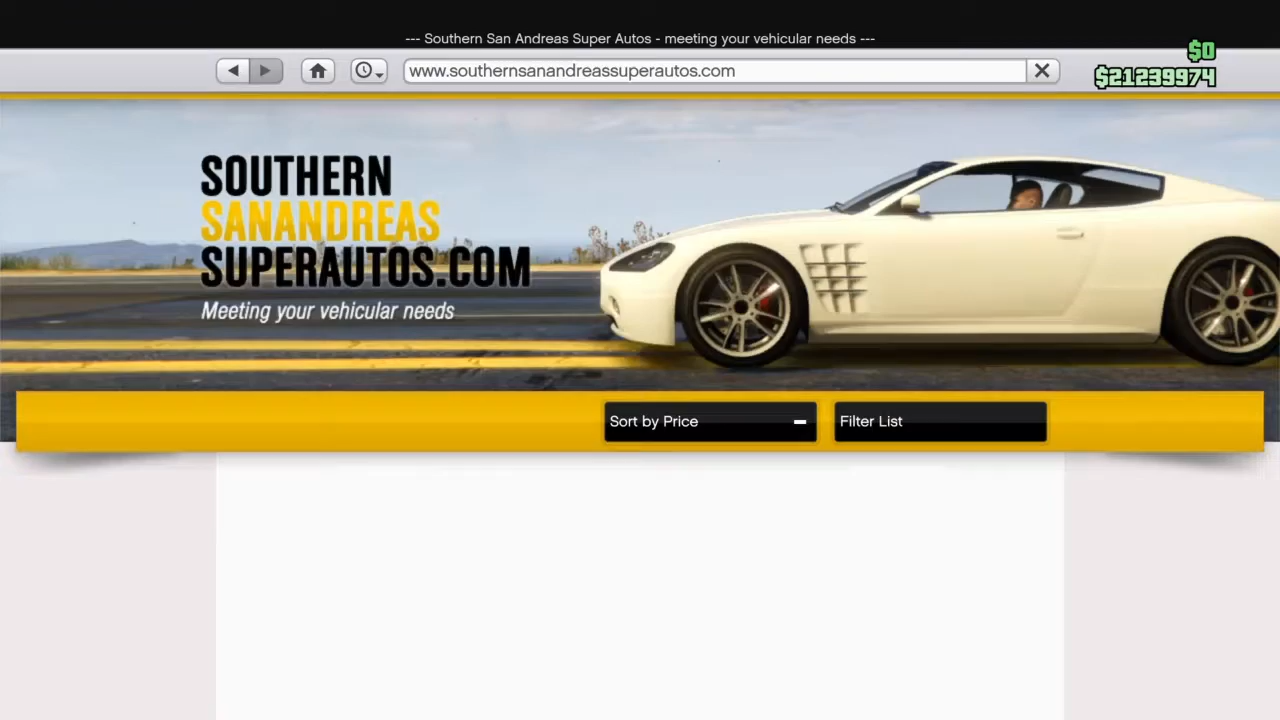 --- Southern San Andreas Super Autos - meeting your vehicular needs ---
$0
www.southernsanandreassuperautos.com
$21239974
SOUTHERN
SANANDREAS
SUPERAUTOS.COM
Meeting your vehicular needs
Sort by Price
Filter List